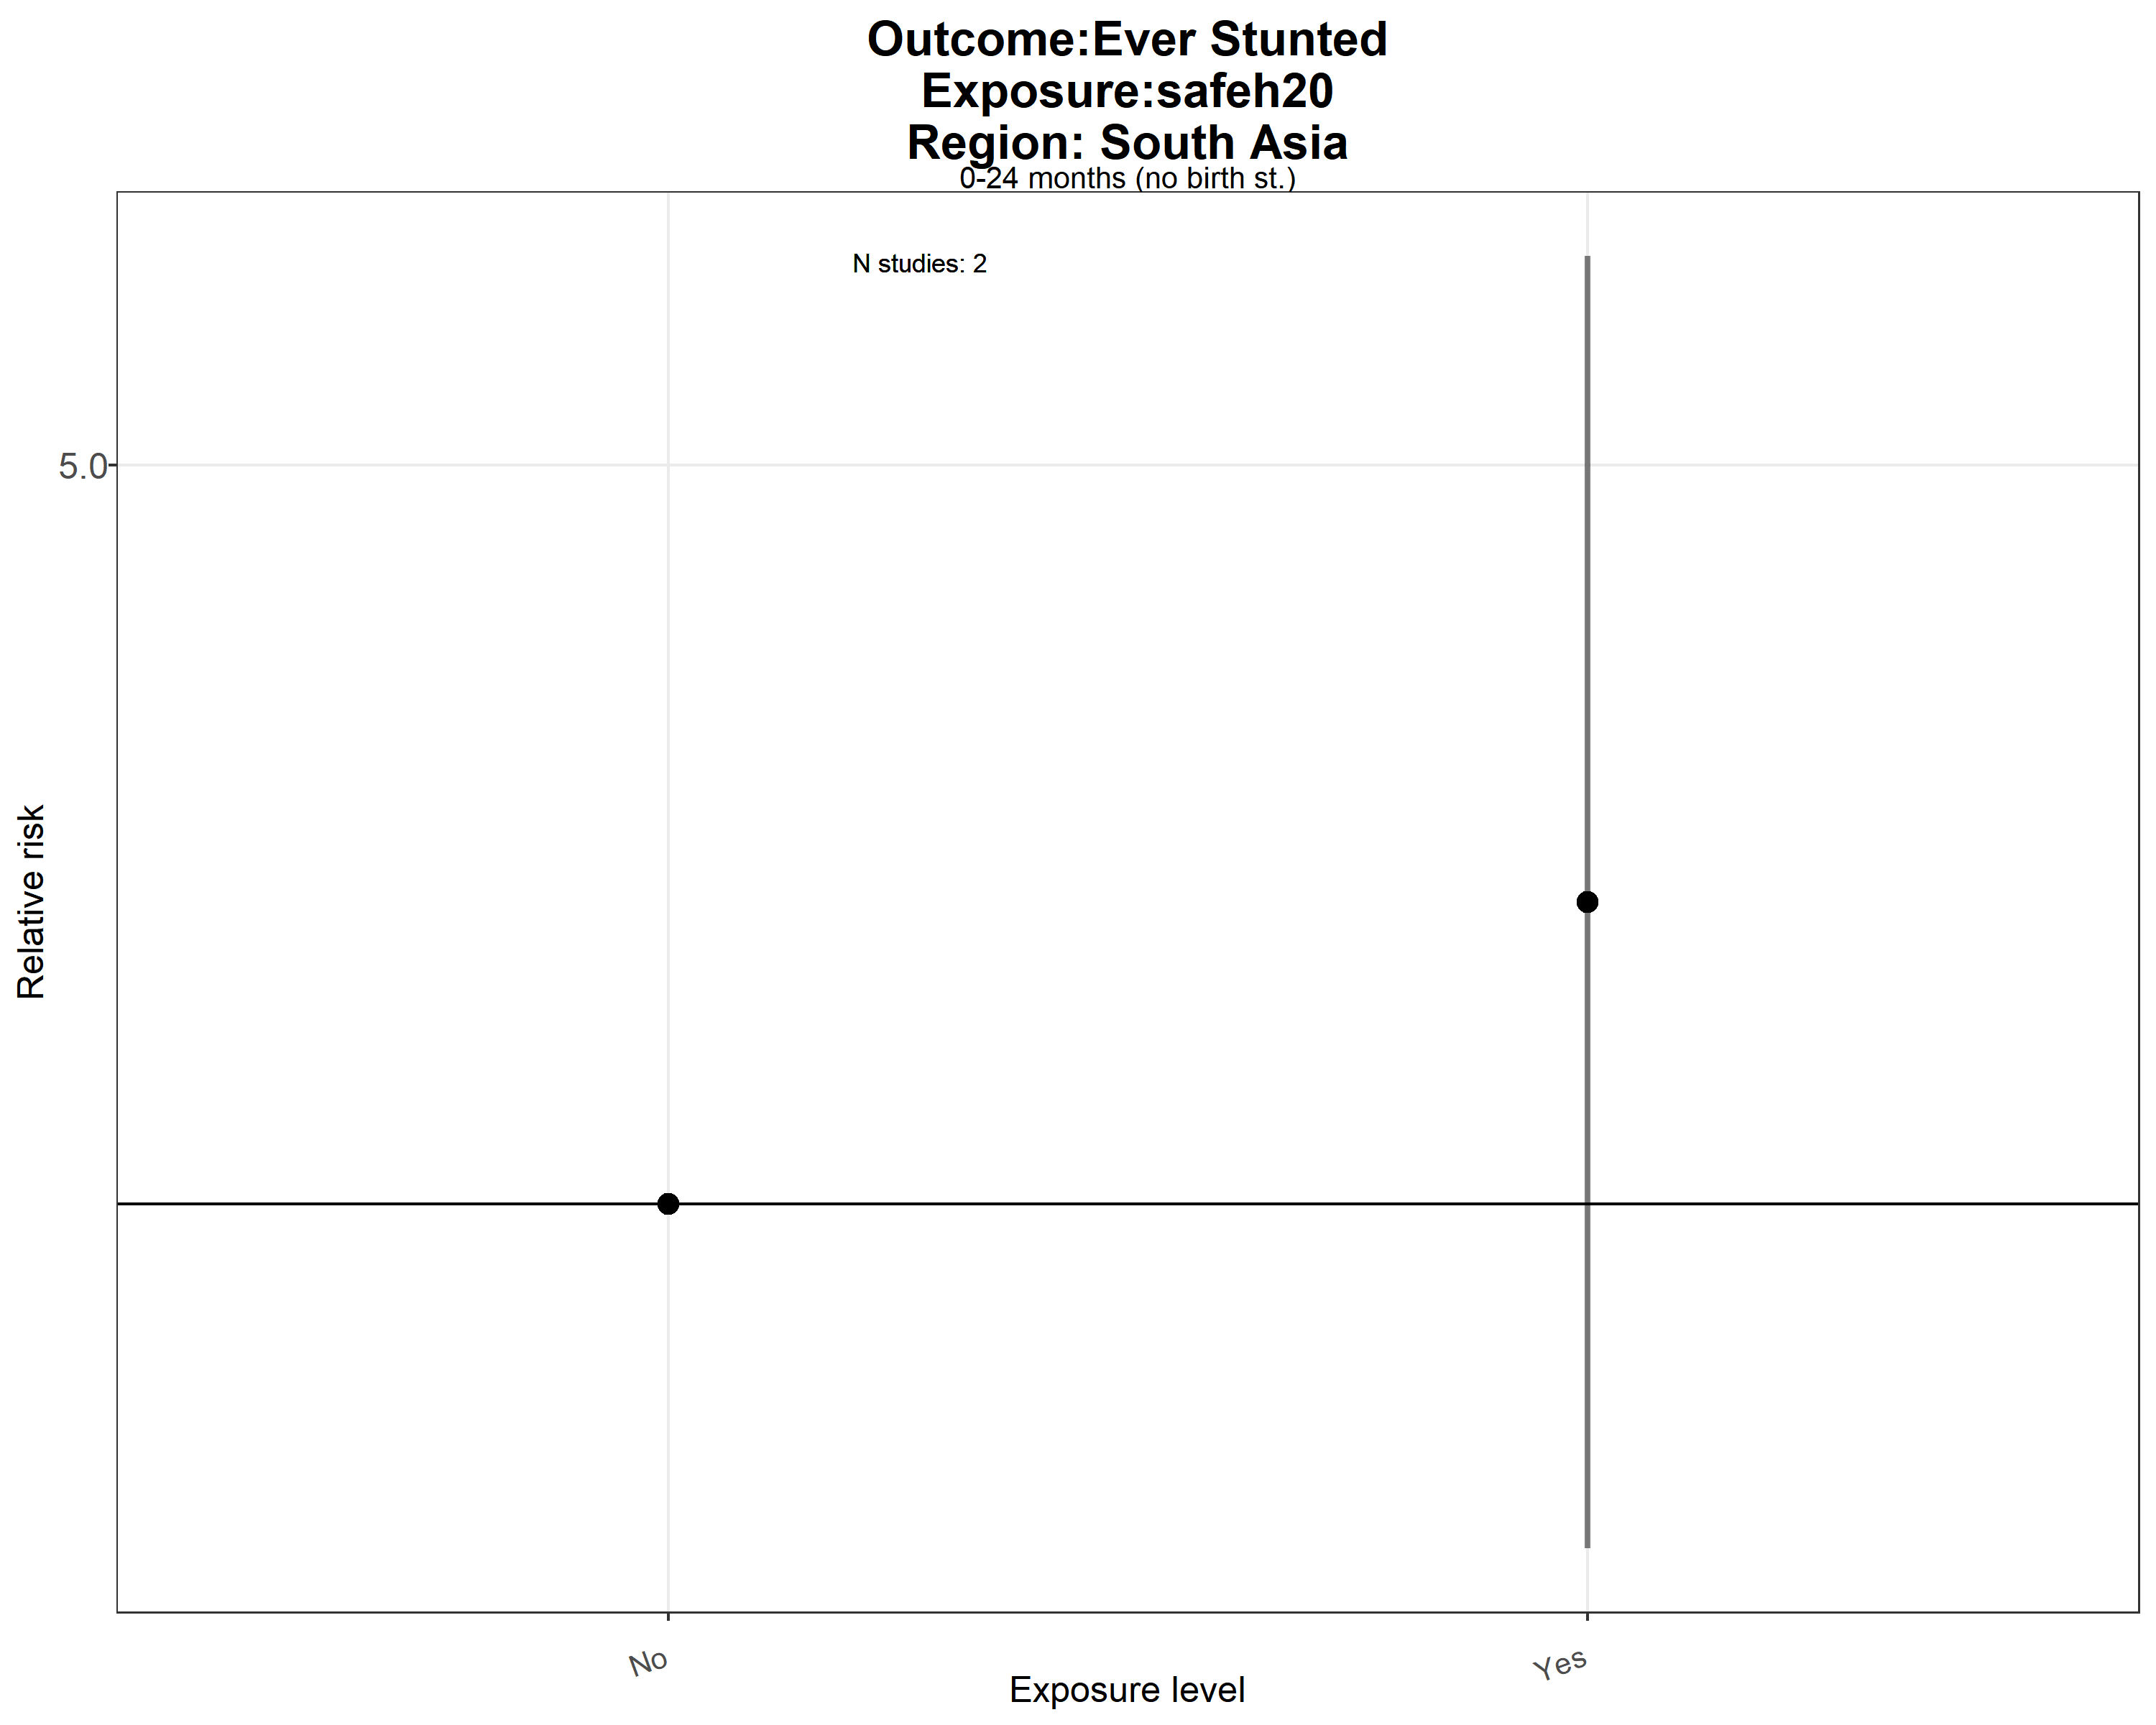 Outcome:Ever Stunted
Exposure:safeh20
Region: South Asia
0-24 months (no birth st.)
N studies: 2
5.0
Relative risk
No
Yes
Exposure level